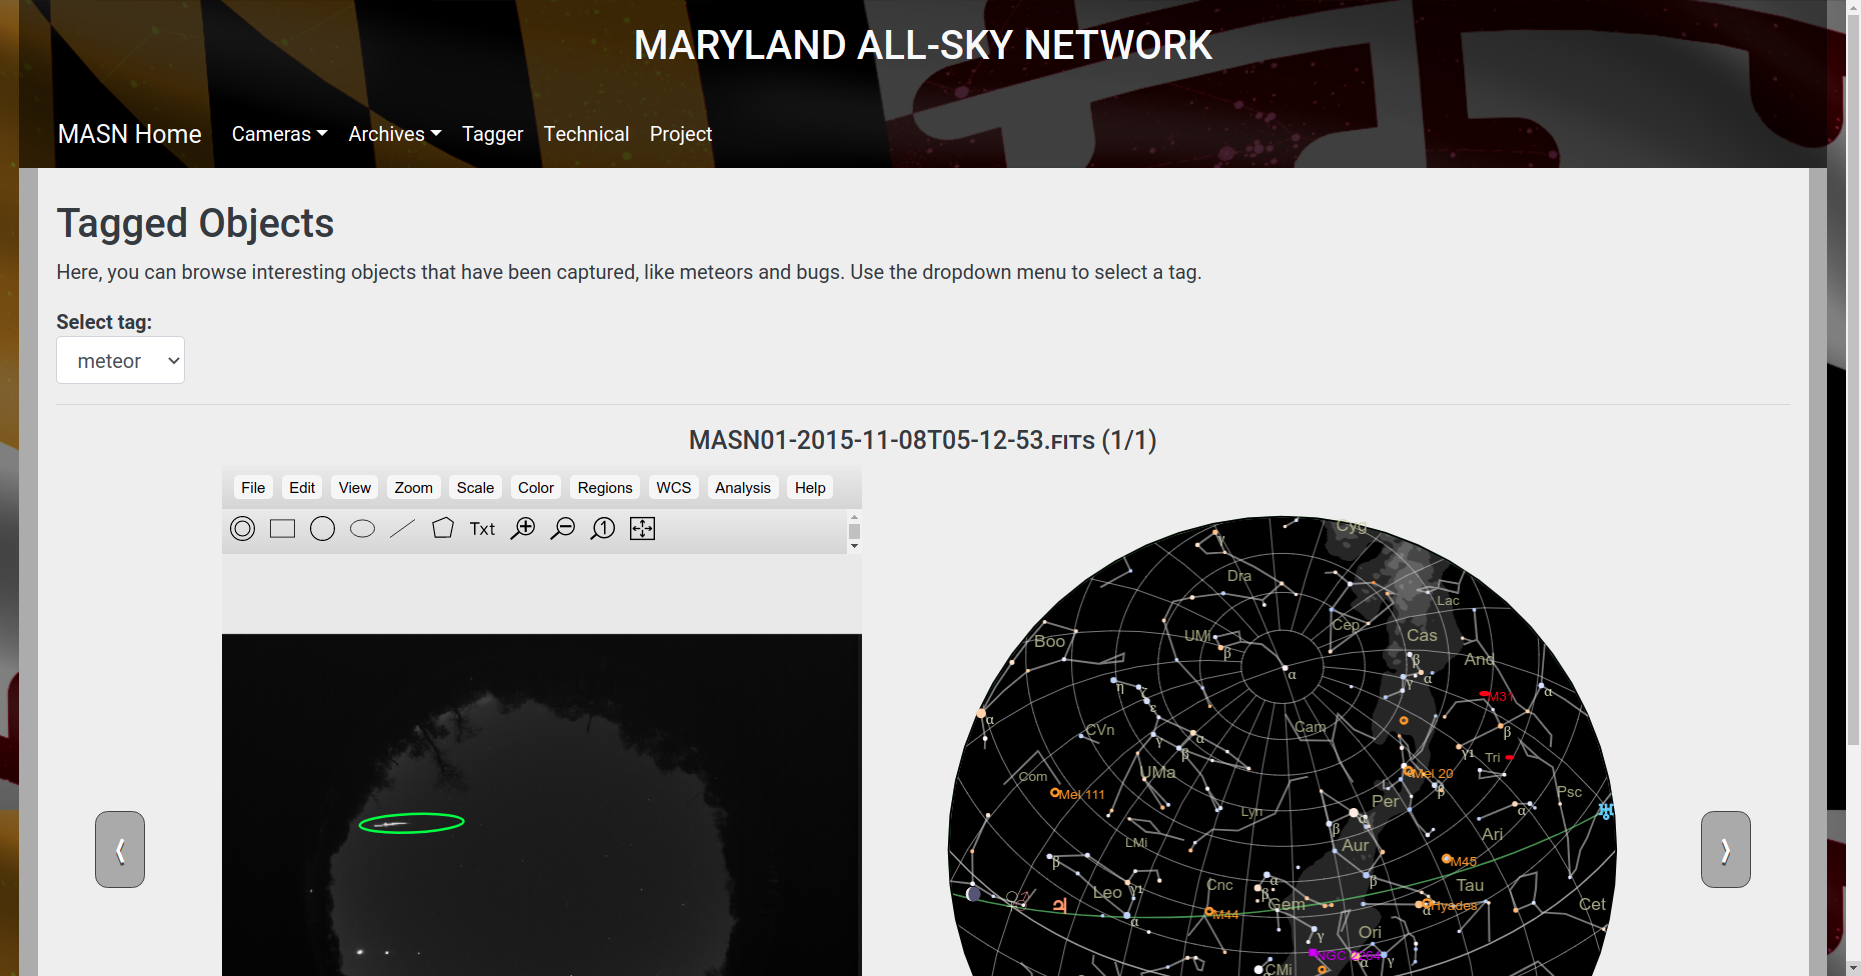 MARYLAND ALL-SKY NETWORK
MASN Home Cameras Archives Tagger Technical Project
Tagged Objects
Here, you can browse interesting objects that have been captured, like meteors and bugs. Use the dropdown menu to select a tag.
Select tag:
meteor
MASN01-2015-11-08T05-12-53.FITS (1/1)
File Edit View Zoom Scale Color Regions WCS Analysis Help
Txt
Cyg
γ
Dra
Lac
Cep
UMi
Cas
Boo
β
β
And
α
γ
α
η
ζ
M31
α
α
ε
Cam
CVn
β
γ
α
β
γ1
Tri
UMa
Com
Mel 20
Mel 111
β
Psc
Per
Lyn
α
α
β
Ari
LMi
Aur
β
M45
Cnc
α
β
Tau
Leo
γ1
β
Gem
Hyades
Cet
M44
α
α
γ
Ori
NGC 2264
α
γ
CMi